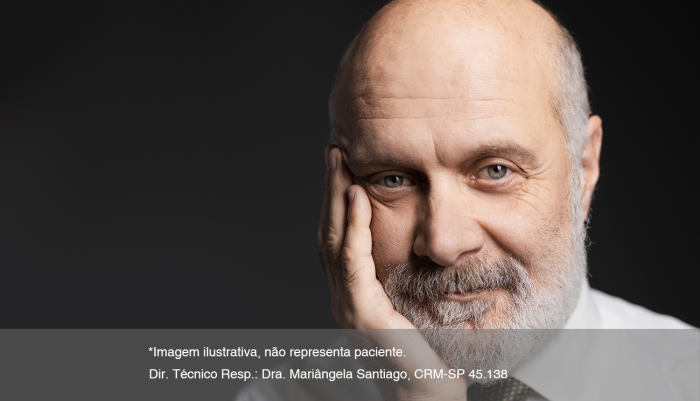 *Imagem ilustrativa, não representa paciente.
Dir. Técnico Resp.: Dra. Mariângela Santiago, CRM-SP 45.138